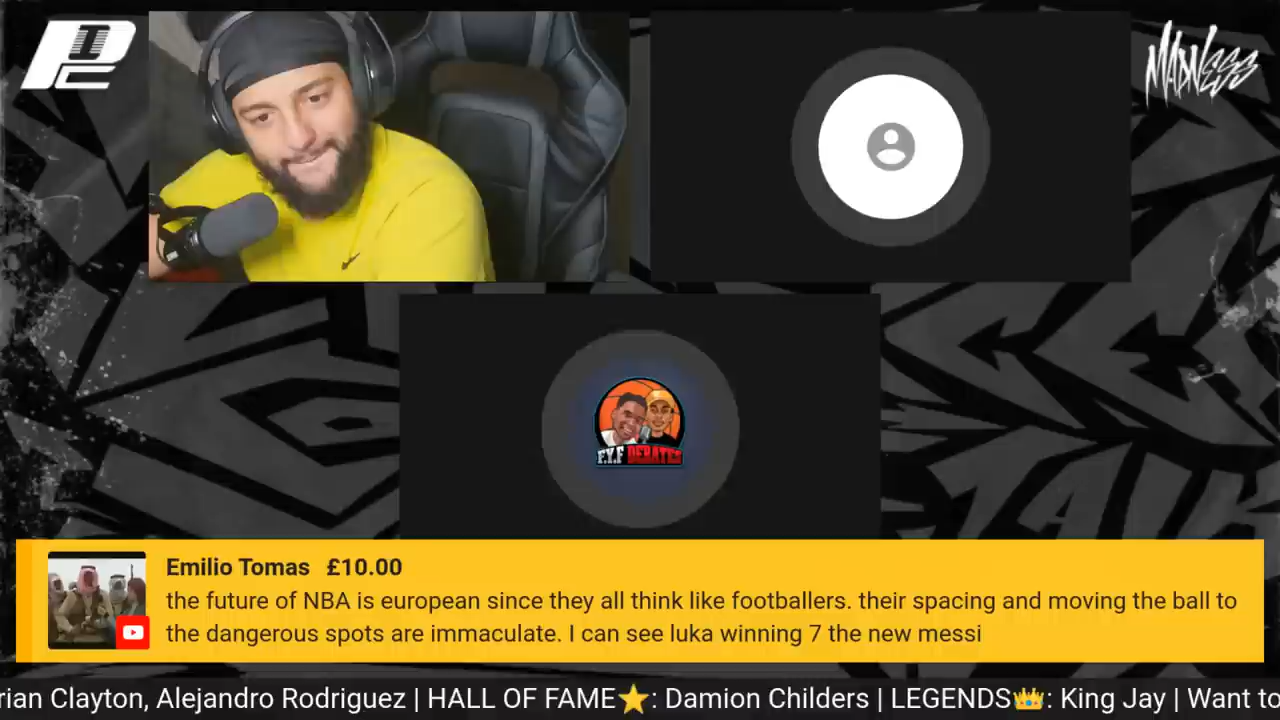 PIC
MADNESS
F.Y.F DEBATES
Emilio Tomas £10.00
the future of NBA is european since they all think like footballers. their spacing and moving the ball to
the dangerous spots are immaculate. I can see luka winning 7 the new messi
rian Clayton, Alejandro Rodriguez | HALL OF FAME⭐: Damion Childers | LEGENDS👑: King Jay | Want to